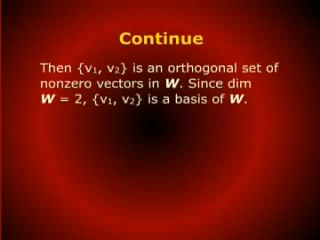 Continue
Then {v₁, v₂} is an orthogonal set of
nonzero vectors in W. Since dim
W = 2, {v₁, v₂} is a basis of W.